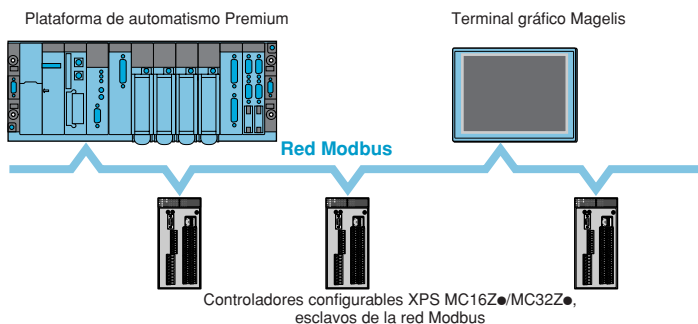 Plataforma de automatismo Premium
Terminal gráfico Magelis
Red Modbus
Controladores configurables XPS MC16Z●/MC32Z●,
esclavos de la red Modbus